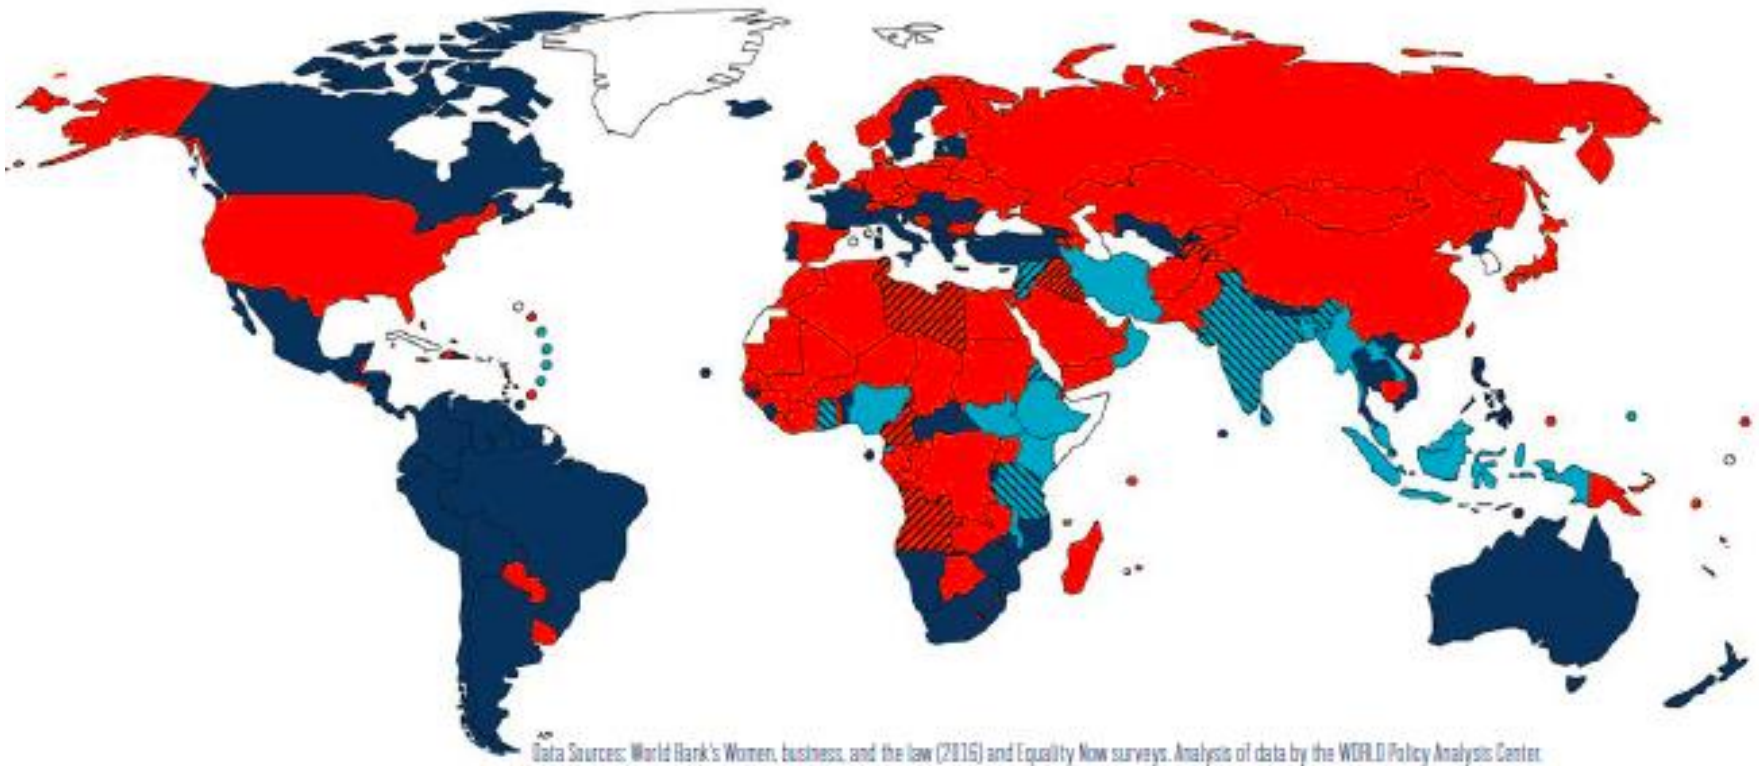 Data Sources: World Bank's Women, business, and the law (2016) and Equality Now surveys. Analysis of data by the WORLD Policy Analysis Center.